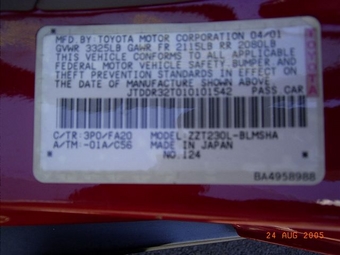 MFD.BY:TOYOTA MOTOR CORPORATION 04/01
GVWR 3325LB GAWR FR 2115LB RR 2080LB
THIS VEHICLE CONFORMS TO ALL APPLICABLE
FEDERAL MOTOR VEHICLE SAFETY.BUMPER AND
THEFT PREVENTION STANDARDS IN EFFECT ON
THE DATE OF MANUFACTURE SHOWN ABOVE.
JTDDR32T010101542 PASS CAR
TOYOTA
C/TR:3P0/FA20 MODEL:ZZT230L-BLMSHA
A/TM:-01A/C56 MADE IN JAPAN
NO.124
BA4958988
24 AUG 2005